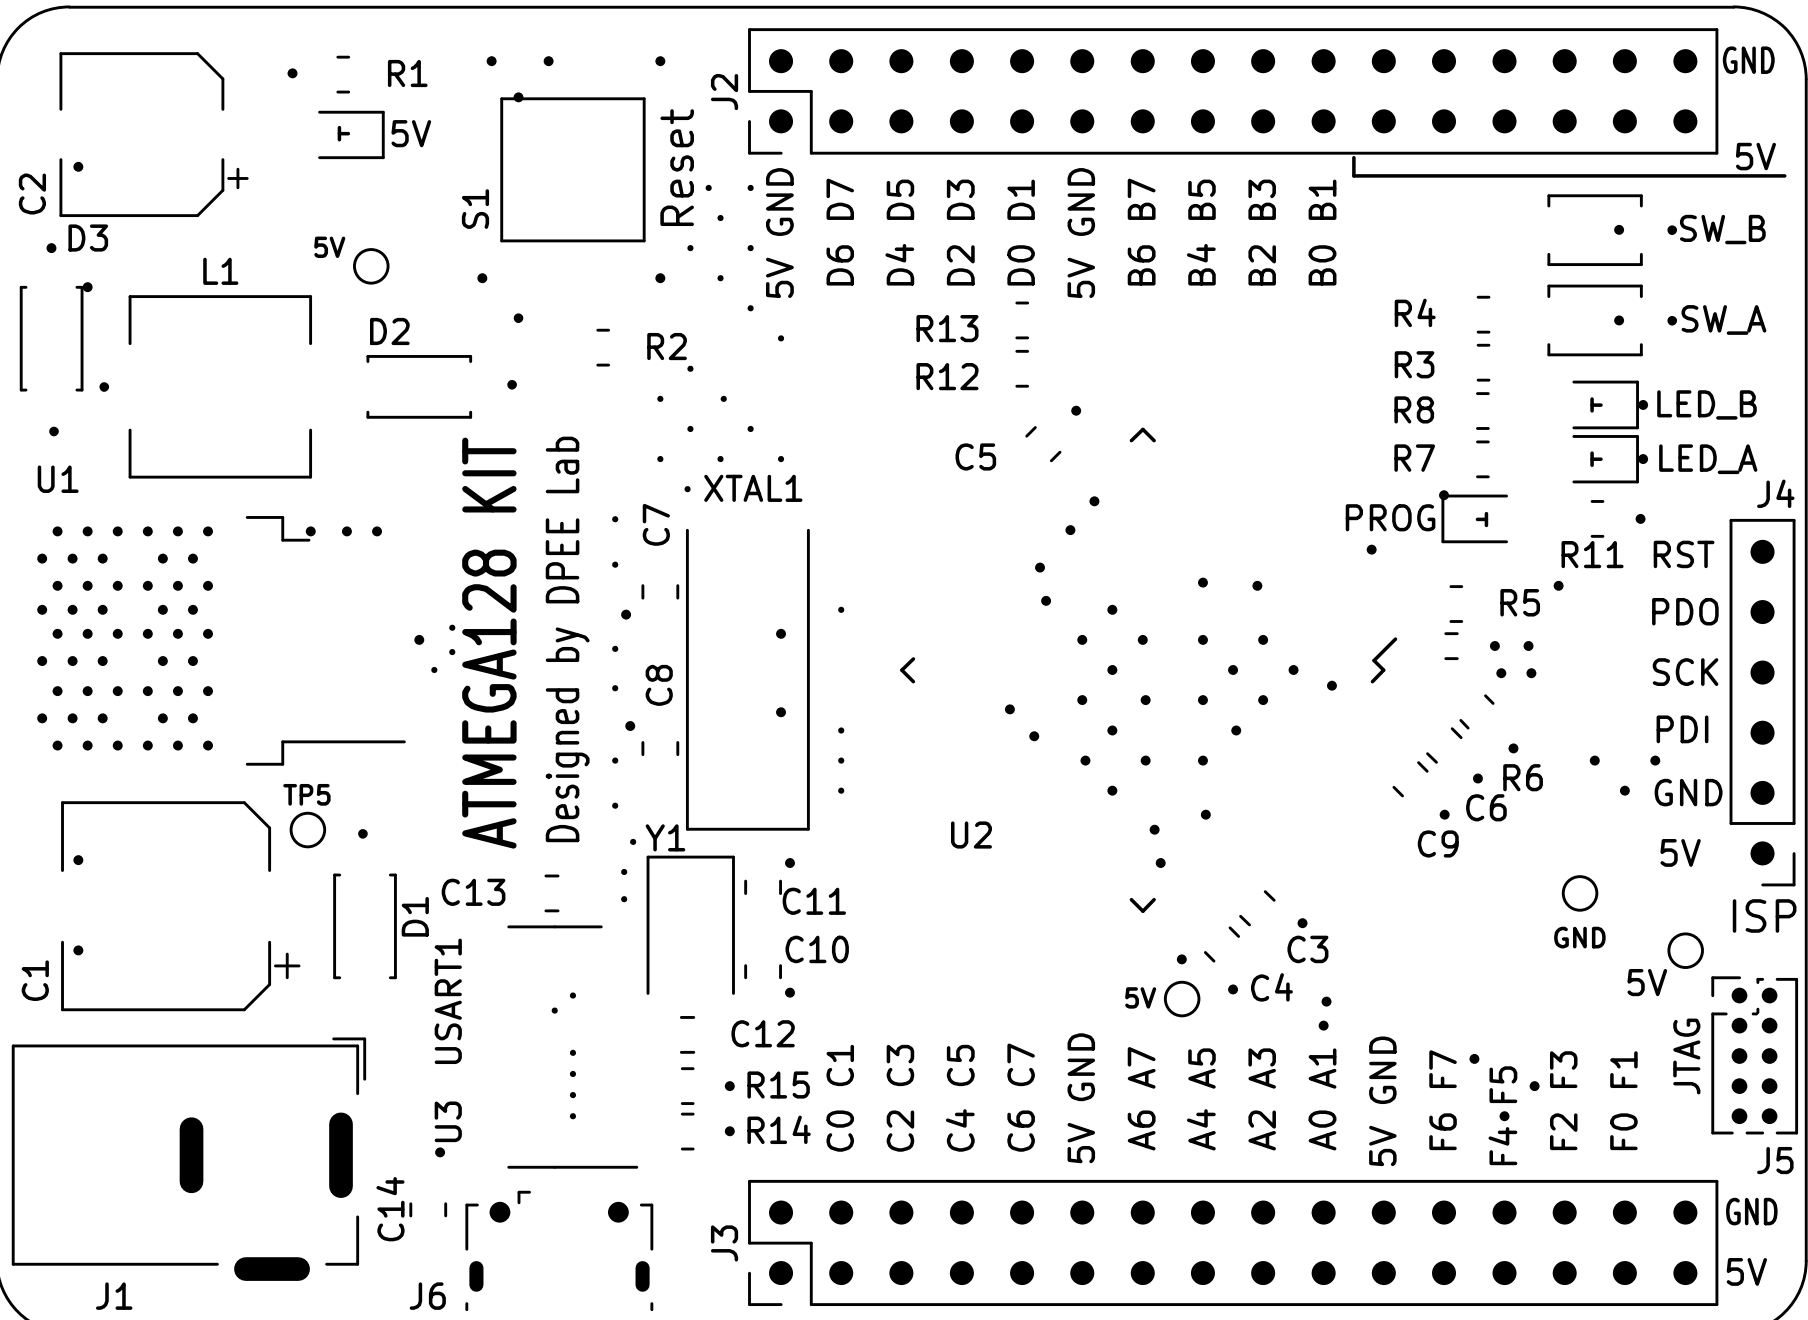 R1
5V
C2
D3
5V
L1
D2
U1
S1
Reset
R2
J2
GND
5V
5V GND
D6 D7
D4 D5
D2 D3
D0 D1
5V GND
B6 B7
B4 B5
B2 B3
B0 B1
SW_B
SW_A
R13
R12
R4
R3
R8
R7
LED_B
LED_A
PROG
R11
C5
J4
RST
PDO
SCK
PDI
GND
5V
ISP
R5
R6
C6
C9
ATMEGA128 KIT
Designed by DPEE Lab
XTAL1
C7
C8
Y1
U2
TP5
C1
D1
C13
C11
C10
C12
USART1
U3
R15
R14
C14
J1
J6
C3
C4
5V
GND
5V
JTAG
J5
C0 C1
C2 C3
C4 C5
C6 C7
5V GND
A6 A7
A4 A5
A2 A3
A0 A1
5V GND
F6 F7
F4 F5
F2 F3
F0 F1
J3
GND
5V